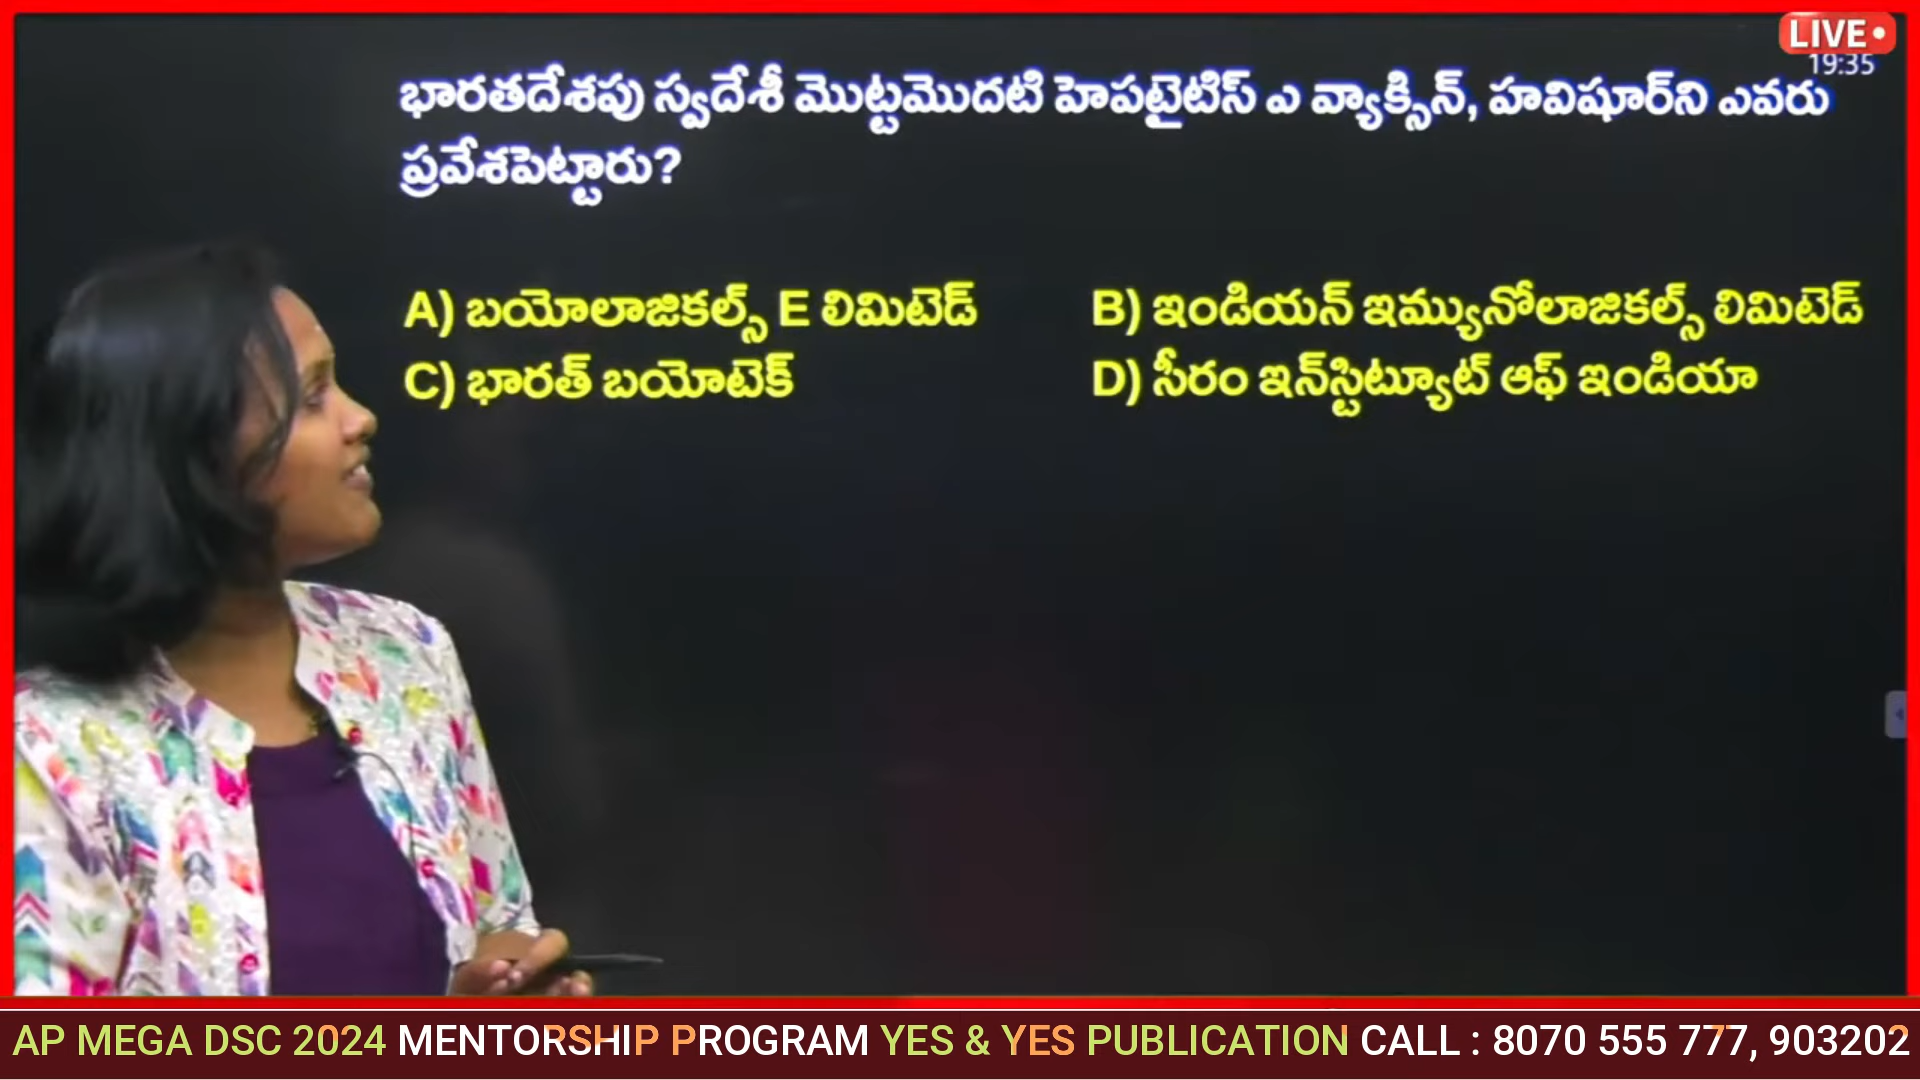 LIVE
19:35
భారతదేశపు స్వదేశీ మొట్టమొదటి హెపటైటిస్ ఎ వ్యాక్సిన్, హవిషూర్‌ని ఎవరు
ప్రవేశపెట్టారు?
A) బయోలాజికల్స్ E లిమిటెడ్
B) ఇండియన్ ఇమ్యునోలాజికల్స్ లిమిటెడ్
C) భారత్ బయోటెక్
D) సీరం ఇన్‌స్టిట్యూట్ ఆఫ్ ఇండియా
AP MEGA DSC 2024 MENTORSHIP PROGRAM YES & YES PUBLICATION CALL : 8070 555 777, 903202